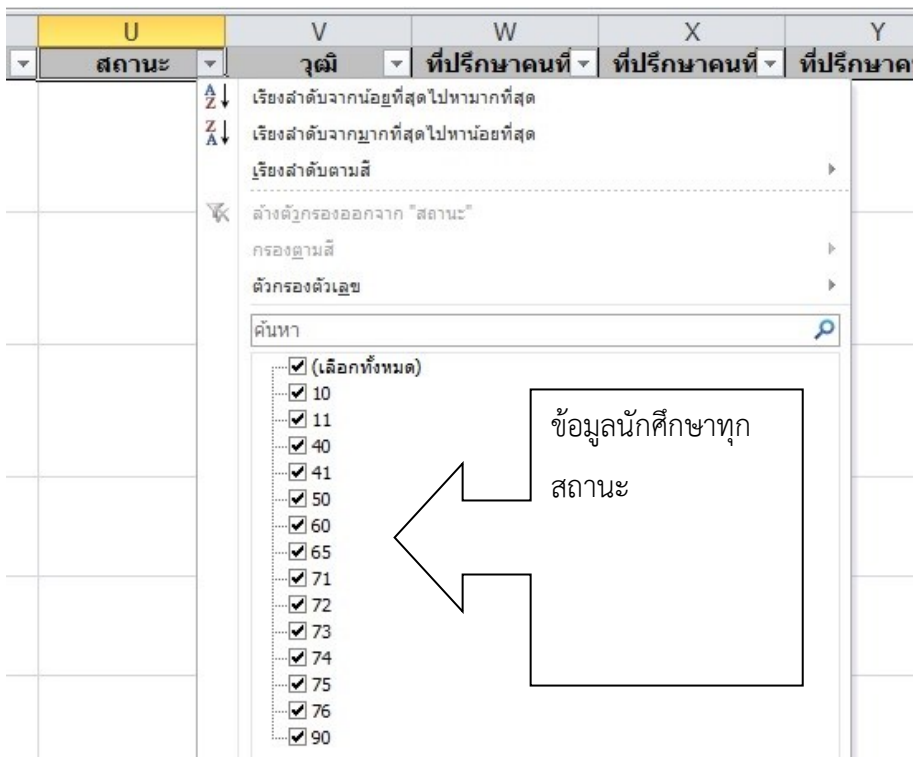 U V W X Y
สถานะ วุฒิ ที่ปรึกษาคนที่ ที่ปรึกษาคนที่ ที่ปรึกษาค
เรียงลำดับจากน้อยที่สุดไปหามากที่สุด
เรียงลำดับจากมากที่สุดไปหาน้อยที่สุด
เรียงลำดับตามสี
ล้างตัวกรองออกจาก "สถานะ"
กรองตามสี
ตัวกรองตัวเลข
ค้นหา
(เลือกทั้งหมด)
10
11
40
41
50
60
65
71
72
73
74
75
76
90
ข้อมูลนักศึกษาทุก
สถานะ